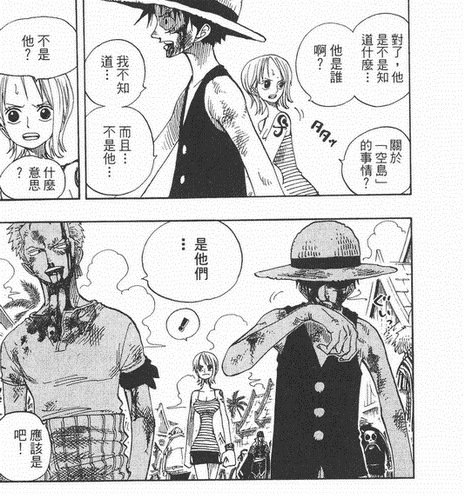 對了，他
是不是知
道什麼…
他是誰
啊？
關於
「空島」
的事情？
我不知
道…
而且…
不是他…
不是
他？
什麼
意思
？
是他們
…
應該是
吧！